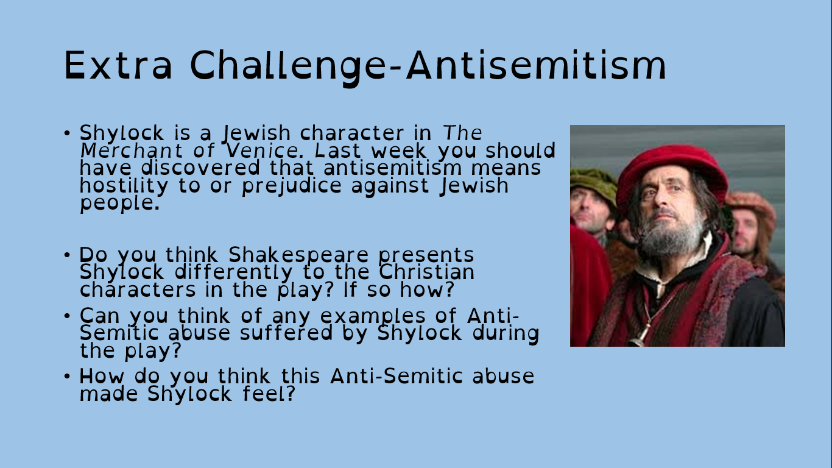 Extra Challenge-Antisemitism
• Shylock is a Jewish character in The
Merchant of Venice. Last week you should
have discovered that antisemitism means
hostility to or prejudice against Jewish
people.
• Do you think Shakespeare presents
Shylock differently to the Christian
characters in the play? If so how?
• Can you think of any examples of Anti-
Semitic abuse suffered by Shylock during
the play?
• How do you think this Anti-Semitic abuse
made Shylock feel?